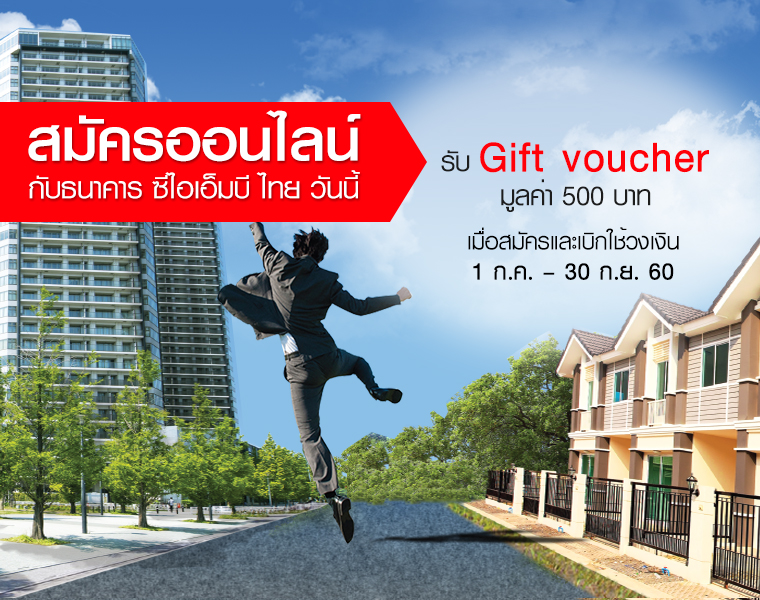 สมัครออนไลน์
กับธนาคาร ซีไอเอ็มบี ไทย วันนี้
รับ Gift voucher
มูลค่า 500 บาท
เมื่อสมัครและเบิกใช้วงเงิน
1 ก.ค. – 30 ก.ย. 60